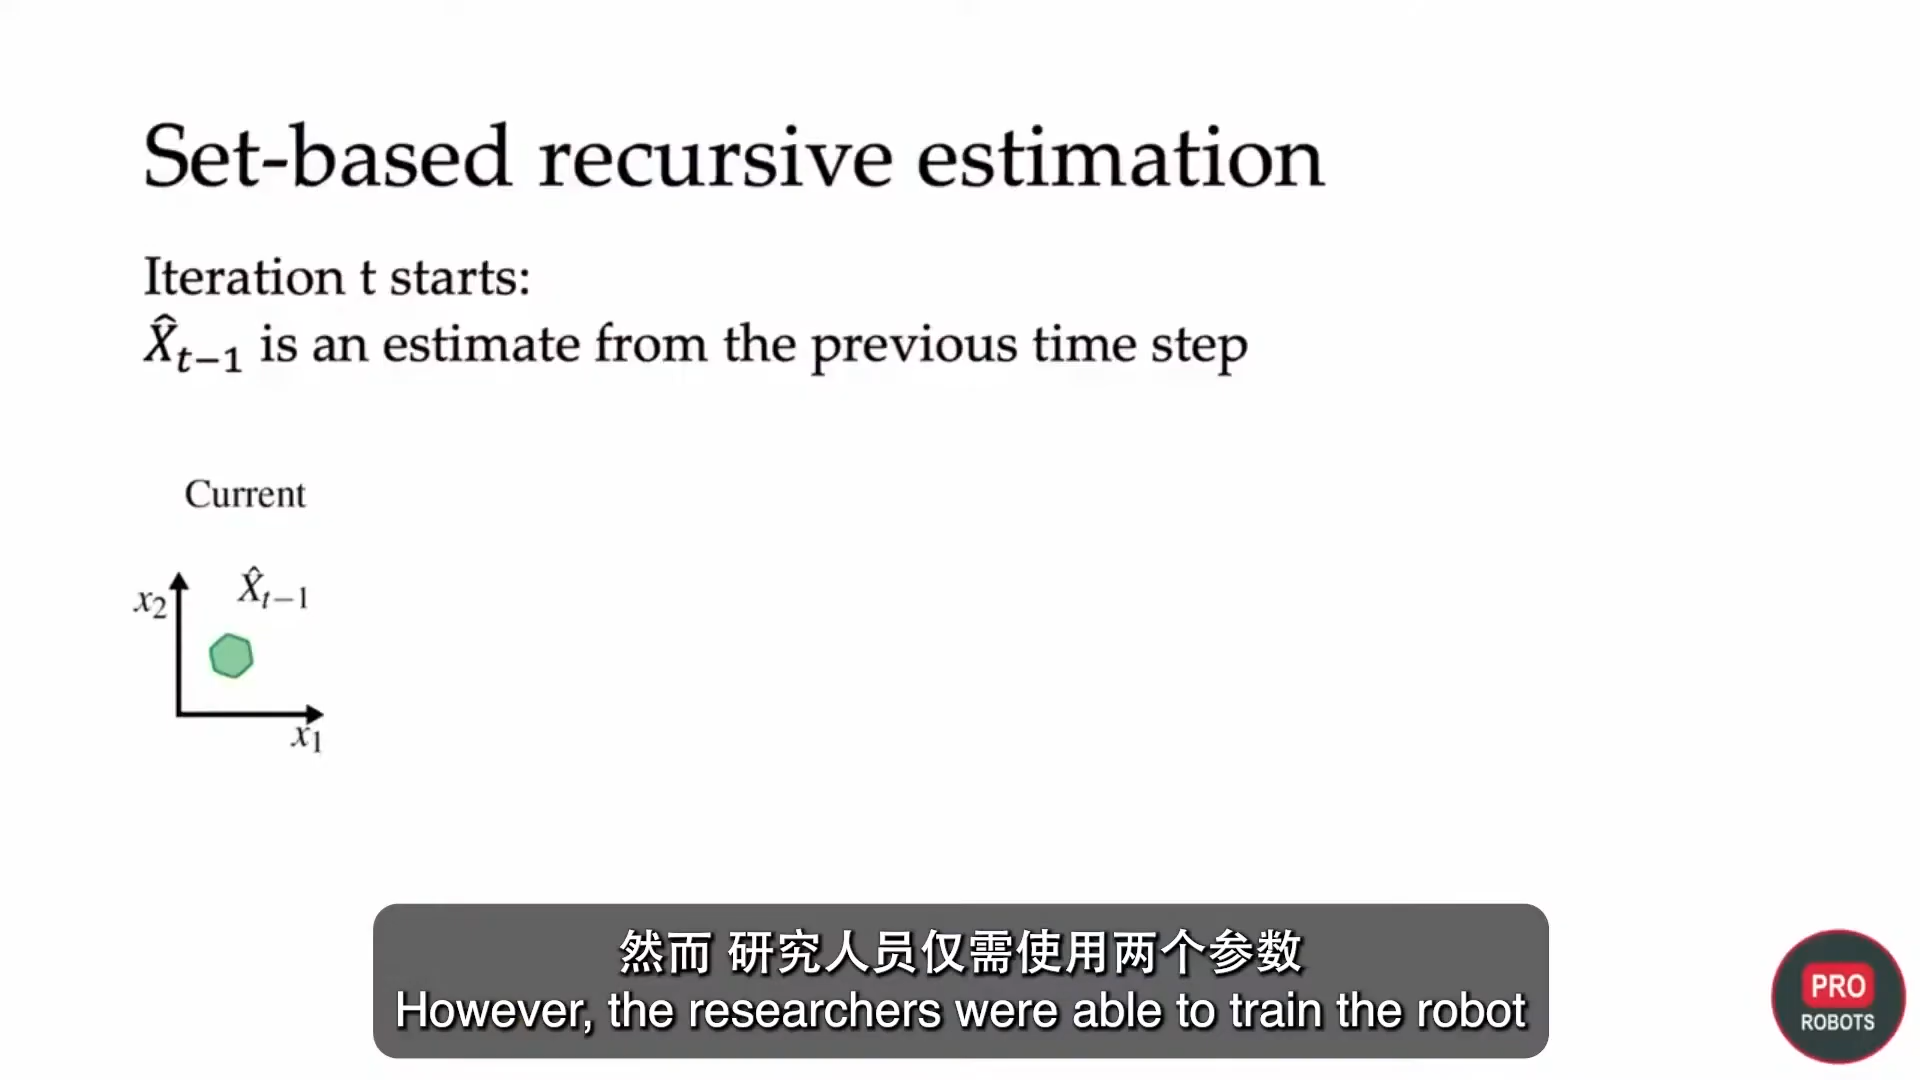 Set-based recursive estimation
Iteration t starts:
X̂ₜ₋₁ is an estimate from the previous time step
Current
x₂
X̂ₜ₋₁
x₁
然而 研究人员仅需使用两个参数
However, the researchers were able to train the robot
PRO
ROBOTS